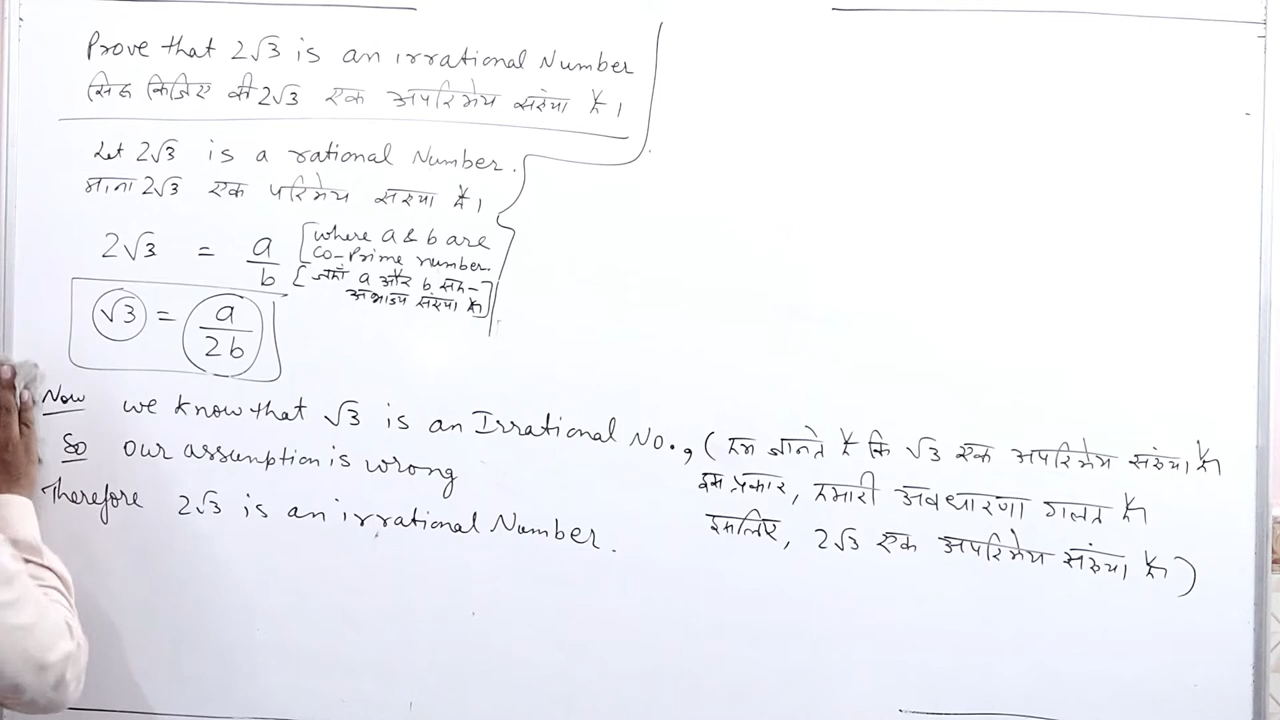 Prove that 2√3 is an irrational Number
सिद्ध किजिए की 2√3 एक अपरिमेय संख्या है।
Let 2√3 is a rational Number.
माना 2√3 एक परिमेय संख्या है।
2√3 = a/b [where a & b are
co-Prime number.
[जहाँ a और b सह-
अभाज्य संख्या है]
√3 = a/2b
Now we know that √3 is an Irrational No., (हम जानते है कि √3 एक अपरिमेय संख्या है
So our assumption is wrong
इस प्रकार, हमारी अवधारणा गलत है
Therefore 2√3 is an irrational Number.
इसलिए, 2√3 एक अपरिमेय संख्या है)